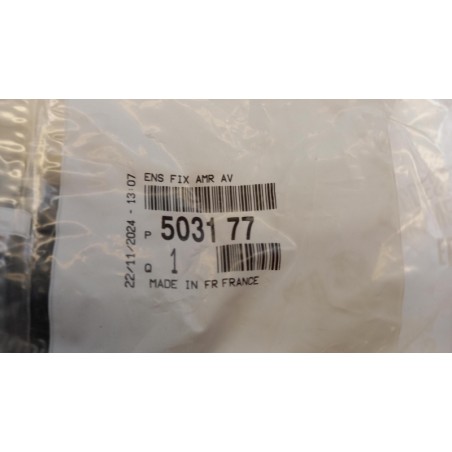 ENS FIX AMR AV
P 5031 77
Q 1
MADE IN FR FRANCE
22/11/2024 - 13:07